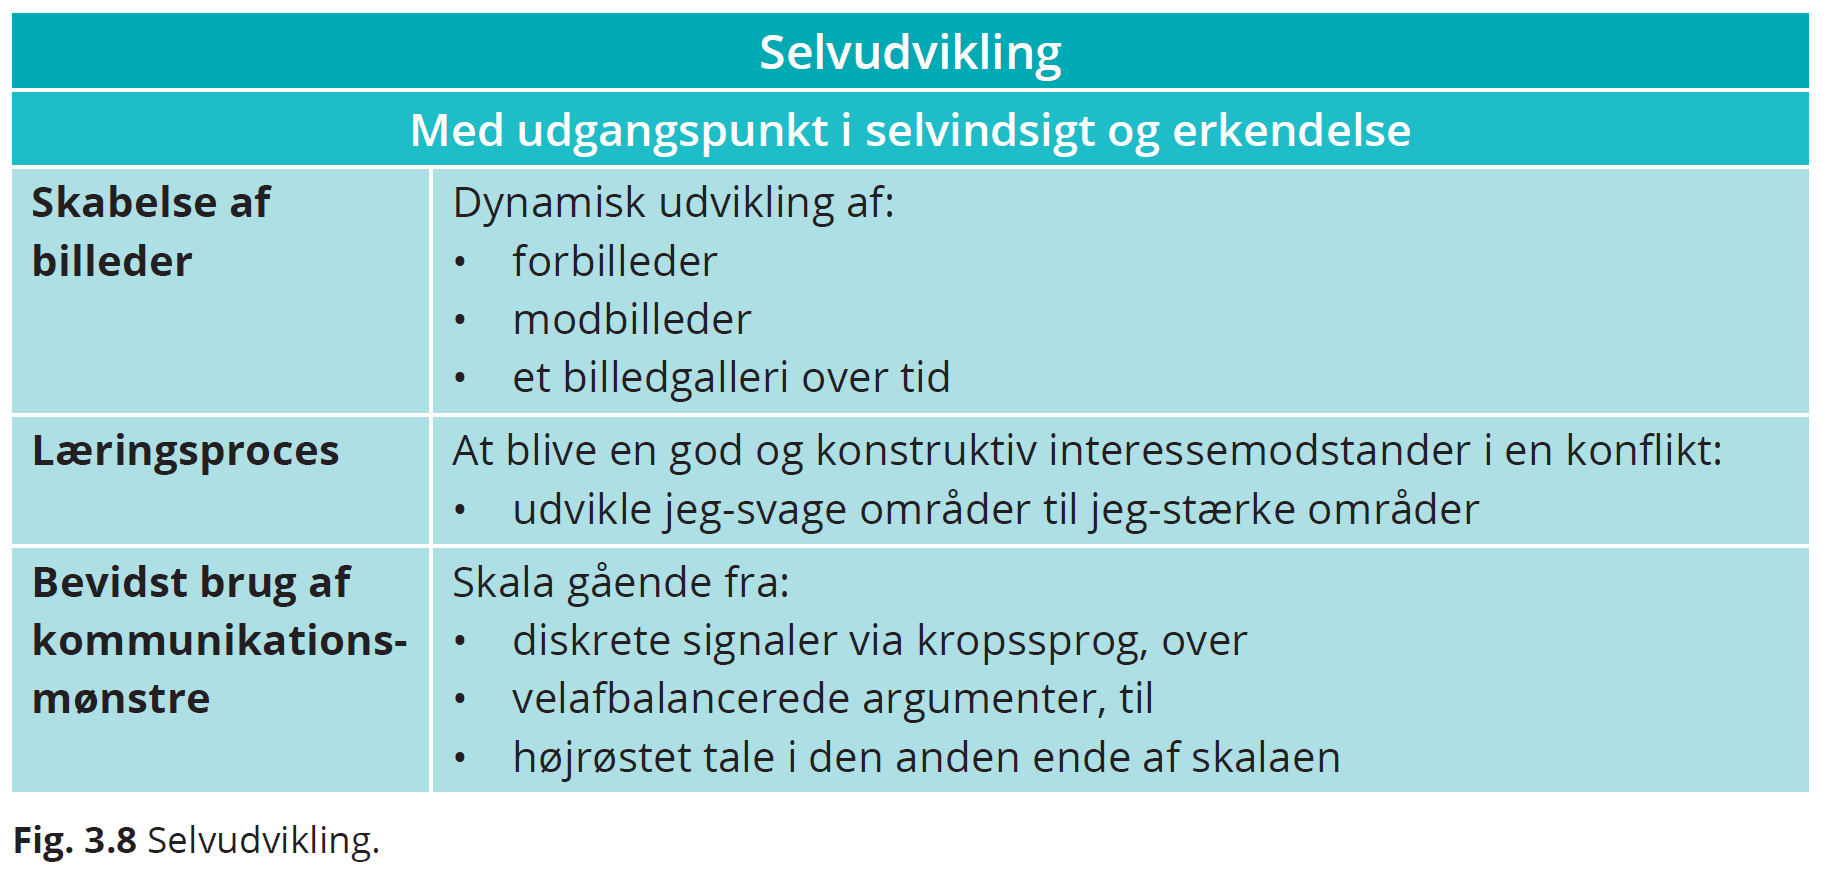 Selvudvikling
Med udgangspunkt i selvindsigt og erkendelse
Skabelse af
billeder
Dynamisk udvikling af:
• forbilleder
• modbilleder
• et billedgalleri over tid
Læringsproces
At blive en god og konstruktiv interessemodstander i en konflikt:
• udvikle jeg-svage områder til jeg-stærke områder
Bevidst brug af
kommunikations-
mønstre
Skala gående fra:
• diskrete signaler via kropssprog, over
• velafbalancerede argumenter, til
• højrøstet tale i den anden ende af skalaen
Fig. 3.8 Selvudvikling.